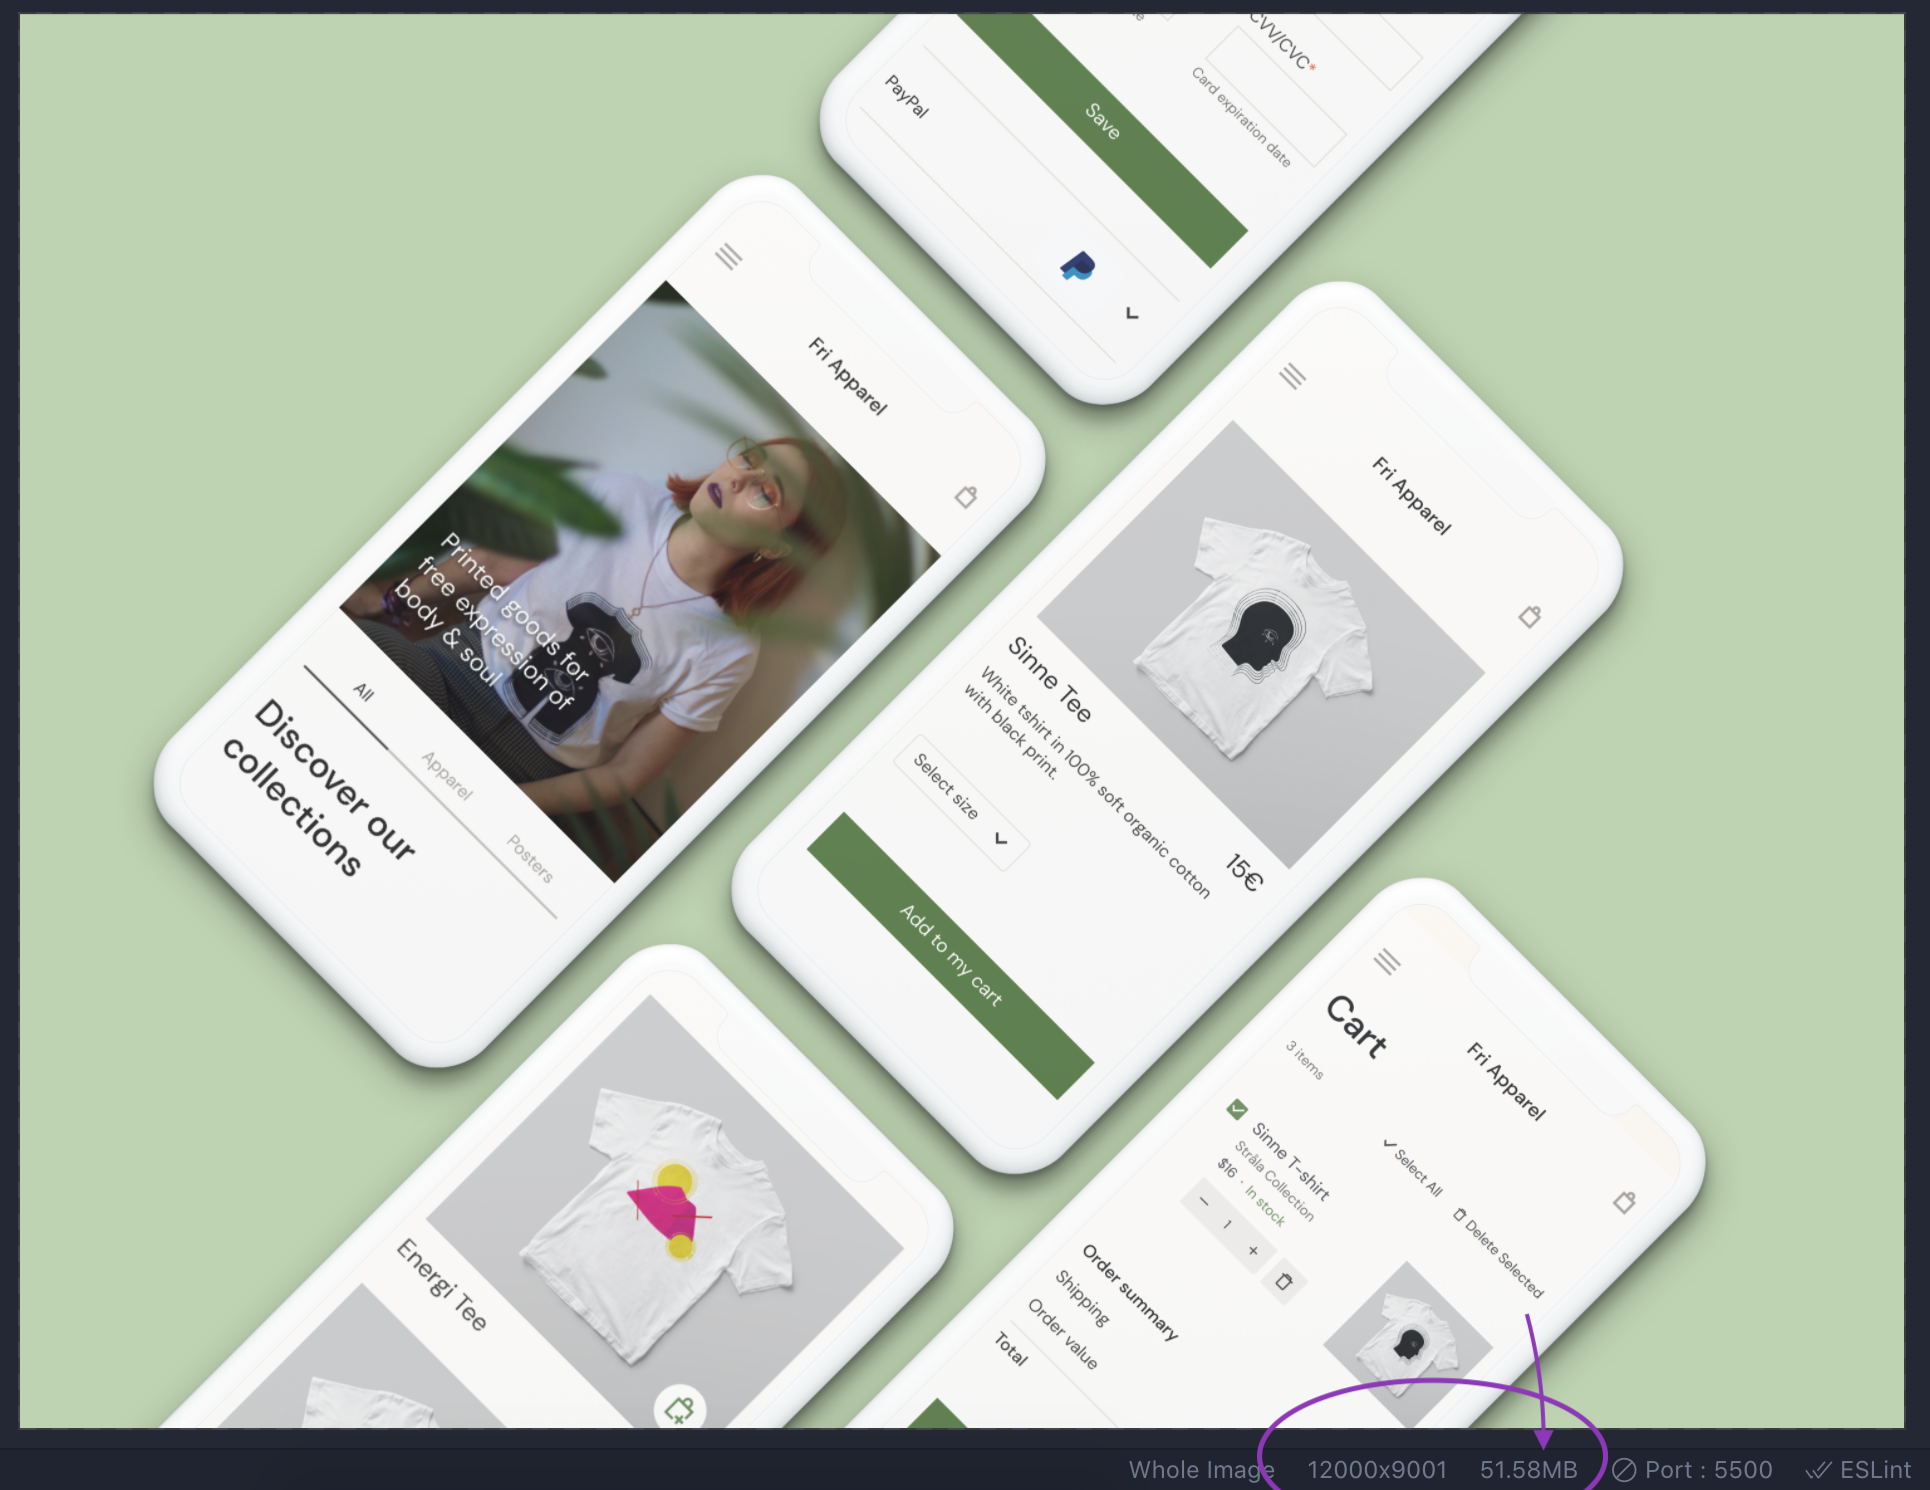 CVV/CVC*
Card expiration date
Save
PayPal
Fri Apparel
Printed goods for
free expression of
body & soul
All
Apparel
Posters
Discover our
collections
Fri Apparel
Sinne Tee
15€
White tshirt in 100% soft organic cotton
with black print.
Select size
Add to my cart
Energi Tee
Fri Apparel
Cart
3 items
Select All
Delete Selected
Sinne T-shirt
Stråla Collection
$16 · In stock
− 1 +
Order summary
Shipping
Order value
Total
Whole Image 12000x9001 51.58MB Port : 5500 ESLint